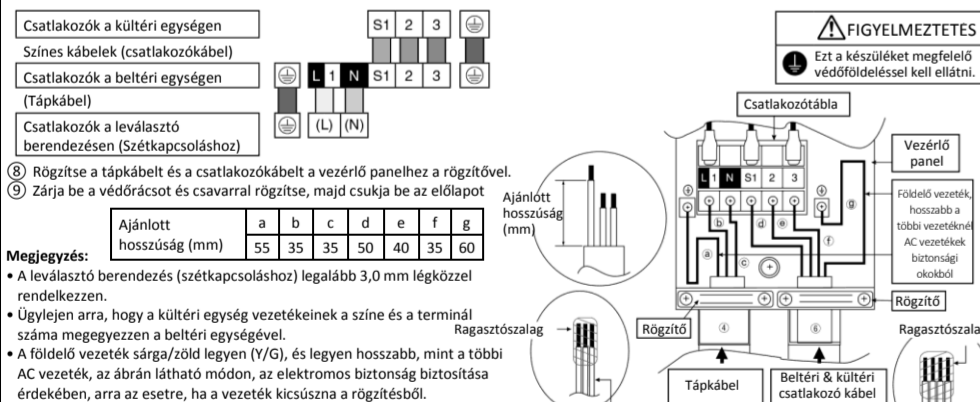 Csatlakozók a kültéri egységen
S1 2 3
Színes kábelek (csatlakozókábel)
Csatlakozók a beltéri egységen
L 1 N S1 2 3
(Tápkábel)
Csatlakozók a leválasztó
berendezésen (Szétkapcsoláshoz)
(L) (N)
⑧ Rögzítse a tápkábelt és a csatlakozókábelt a vezérlő panelhez a rögzítővel.
⑨ Zárja be a védőrácsot és csavarral rögzítse, majd csukja be az előlapot
Ajánlott
hosszúság (mm)
a b c d e f g
55 35 35 50 40 35 60
Megjegyzés:
• A leválasztó berendezés (szétkapcsoláshoz) legalább 3,0 mm légközzel
rendelkezzen.
• Ügylejen arra, hogy a kültéri egység vezetékeinek a színe és a terminál
száma megegyezzen a beltéri egységével.
• A földelő vezeték sárga/zöld legyen (Y/G), és legyen hosszabb, mint a többi
AC vezeték, az ábrán látható módon, az elektromos biztonság biztosítása
érdekében, arra az esetre, ha a vezeték kicsúszna a rögzítésből.
FIGYELMEZTETÉS
Ezt a készüléket megfelelő
védőföldeléssel kell ellátni.
Csatlakozótábla
Vezérlő
panel
Ajánlott
hosszúság
(mm)
L 1 N S1 2 3
ⓐ
ⓑ
ⓒ
ⓓ
ⓔ
ⓕ
ⓖ
Földelő vezeték,
hosszabb a
többi vezetéknél
AC vezetékek
biztonsági
okokból
Rögzítő
Rögzítő
④
⑥
Ragasztószalag
Ragasztószala
Tápkábel
Beltéri & kültéri
csatlakozó kábel